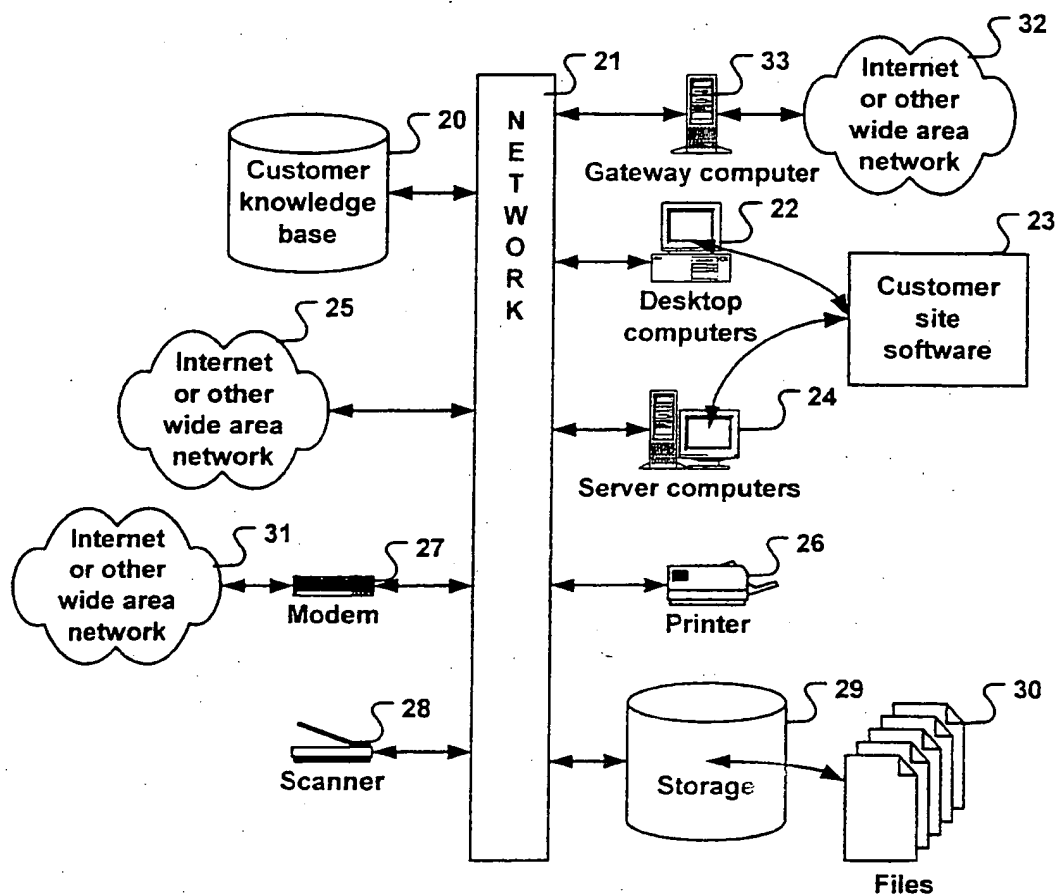 32
21
33
Internet
or other
wide area
network
20
NETWORK
Gateway computer
Customer
knowledge
base
22
23
Desktop
computers
Customer
site
software
25
Internet
or other
wide area
network
24
Server computers
31
Internet
or other
wide area
network
27
Modem
26
Printer
28
Scanner
29
Storage
30
Files